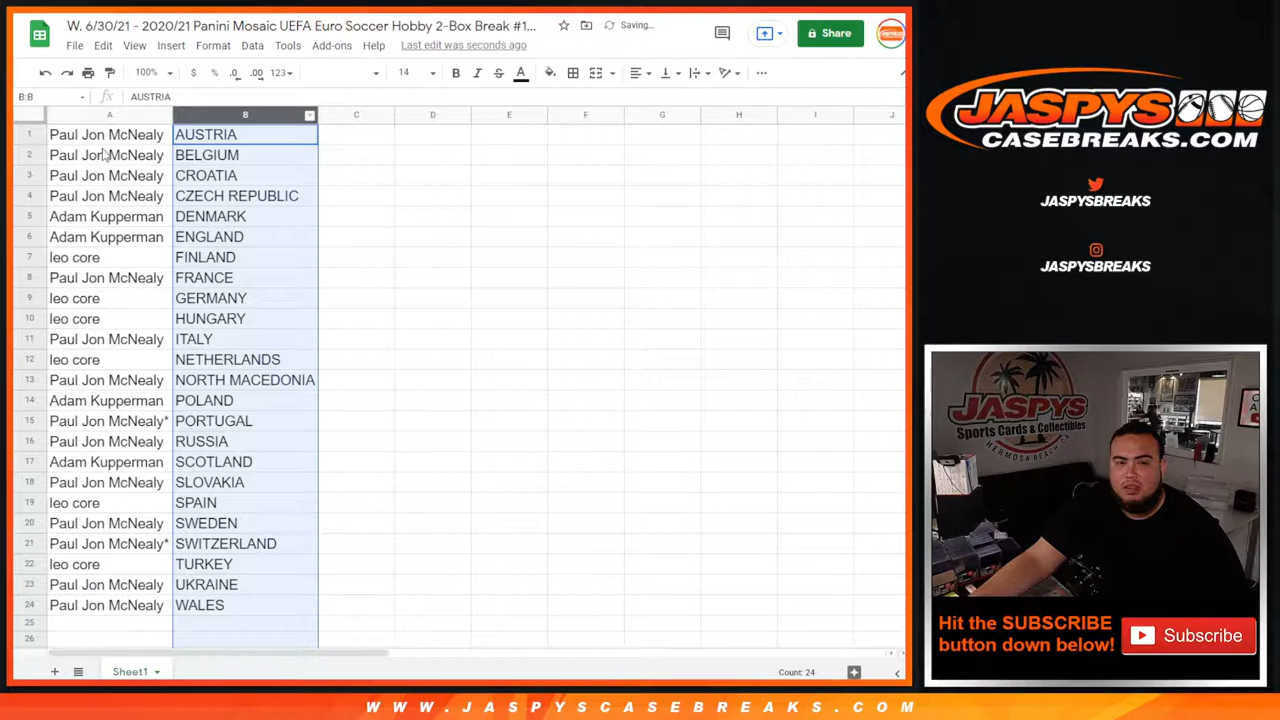 W. 6/30/21 - 2020/21 Panini Mosaic UEFA Euro Soccer Hobby 2-Box Break #1...
Saving...
Share
File Edit View Insert Format Data Tools Add-ons Help Last edit was seconds ago
100% $ % .0 .00 123 14 B I S A
B:B fx AUSTRIA
A B C D E F G H I J
1 Paul Jon McNealy AUSTRIA
2 Paul Jon McNealy BELGIUM
3 Paul Jon McNealy CROATIA
4 Paul Jon McNealy CZECH REPUBLIC
5 Adam Kupperman DENMARK
6 Adam Kupperman ENGLAND
7 leo core FINLAND
8 Paul Jon McNealy FRANCE
9 leo core GERMANY
10 leo core HUNGARY
11 Paul Jon McNealy ITALY
12 leo core NETHERLANDS
13 Paul Jon McNealy NORTH MACEDONIA
14 Adam Kupperman POLAND
15 Paul Jon McNealy* PORTUGAL
16 Paul Jon McNealy RUSSIA
17 Adam Kupperman SCOTLAND
18 Paul Jon McNealy SLOVAKIA
19 leo core SPAIN
20 Paul Jon McNealy SWEDEN
21 Paul Jon McNealy* SWITZERLAND
22 leo core TURKEY
23 Paul Jon McNealy UKRAINE
24 Paul Jon McNealy WALES
25
26
Sheet1
Count: 24
JASPYS
CASEBREAKS.COM
JASPYSBREAKS
JASPYSBREAKS
JASPYS
Sports Cards & Collectibles
HERMOSA BEACH CA
Hit the SUBSCRIBE
button down below!
Subscribe
WWW.JASPYSCASEBREAKS.COM